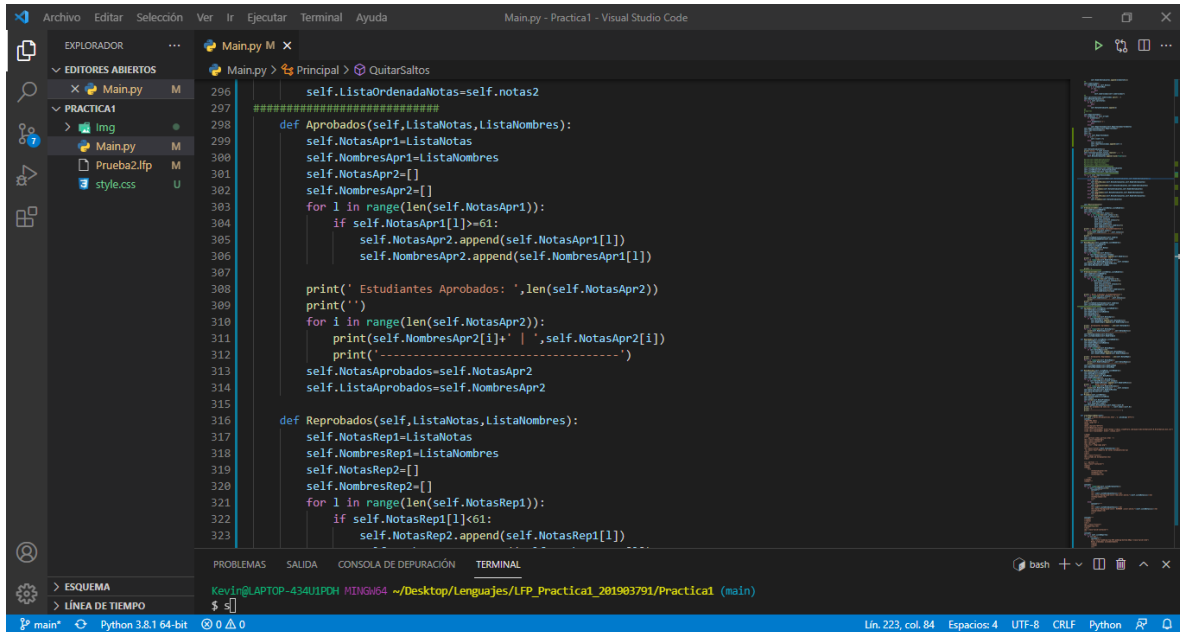 Archivo Editar Selección Ver Ir Ejecutar Terminal Ayuda Main.py - Practica1 - Visual Studio Code
EXPLORADOR ...
EDITORES ABIERTOS
Main.py M
PRACTICA1
Img
Main.py M
Prueba2.lfp M
style.css U
7
ESQUEMA
LÍNEA DE TIEMPO
Main.py M
Main.py > Principal > QuitarSaltos
296 self.ListaOrdenadaNotas=self.notas2
297 ############################
298 def Aprobados(self,ListaNotas,ListaNombres):
299 self.NotasApr1=ListaNotas
300 self.NombresApr1=ListaNombres
301 self.NotasApr2=[]
302 self.NombresApr2=[]
303 for l in range(len(self.NotasApr1)):
304 if self.NotasApr1[l]>=61:
305 self.NotasApr2.append(self.NotasApr1[l])
306 self.NombresApr2.append(self.NombresApr1[l])
307
308 print(' Estudiantes Aprobados: ',len(self.NotasApr2))
309 print('')
310 for i in range(len(self.NotasApr2)):
311 print(self.NombresApr2[i]+' | ',self.NotasApr2[i])
312 print('------------------------------------')
313 self.NotasAprobados=self.NotasApr2
314 self.ListaAprobados=self.NombresApr2
315
316 def Reprobados(self,ListaNotas,ListaNombres):
317 self.NotasRep1=ListaNotas
318 self.NombresRep1=ListaNombres
319 self.NotasRep2=[]
320 self.NombresRep2=[]
321 for l in range(len(self.NotasRep1)):
322 if self.NotasRep1[l]<61:
323 self.NotasRep2.append(self.NotasRep1[l])
PROBLEMAS SALIDA CONSOLA DE DEPURACIÓN TERMINAL bash
Kevin@LAPTOP-434U1PDH MINGW64 ~/Desktop/Lenguajes/LFP_Practica1_201903791/Practica1 (main)
$ s
main* Python 3.8.1 64-bit 0 0 Lín. 223, col. 84 Espacios: 4 UTF-8 CRLF Python